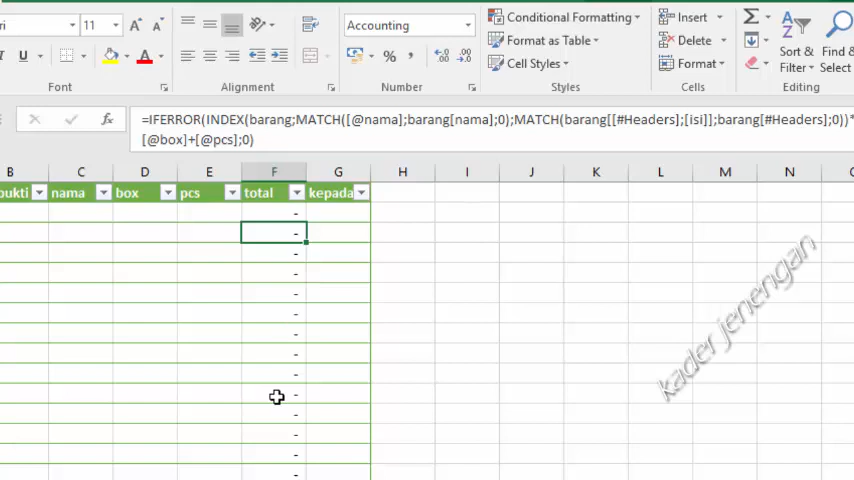 ri 11 A A Accounting Conditional Formatting Insert
Format as Table Delete Sort & Find &
U A % Cell Styles Format Filter Select
Font Alignment Number Styles Cells
=IFERROR(INDEX(barang;MATCH([@nama];barang[nama];0);MATCH(barang[[#Headers];[isi]];barang[#Headers];0))*
[@box]+[@pcs];0)
B C D E F G H I J K L M N
bukti nama box pcs total kepada
-
-
-
-
-
-
-
-
-
-
-
-
-
-
kader jenengan